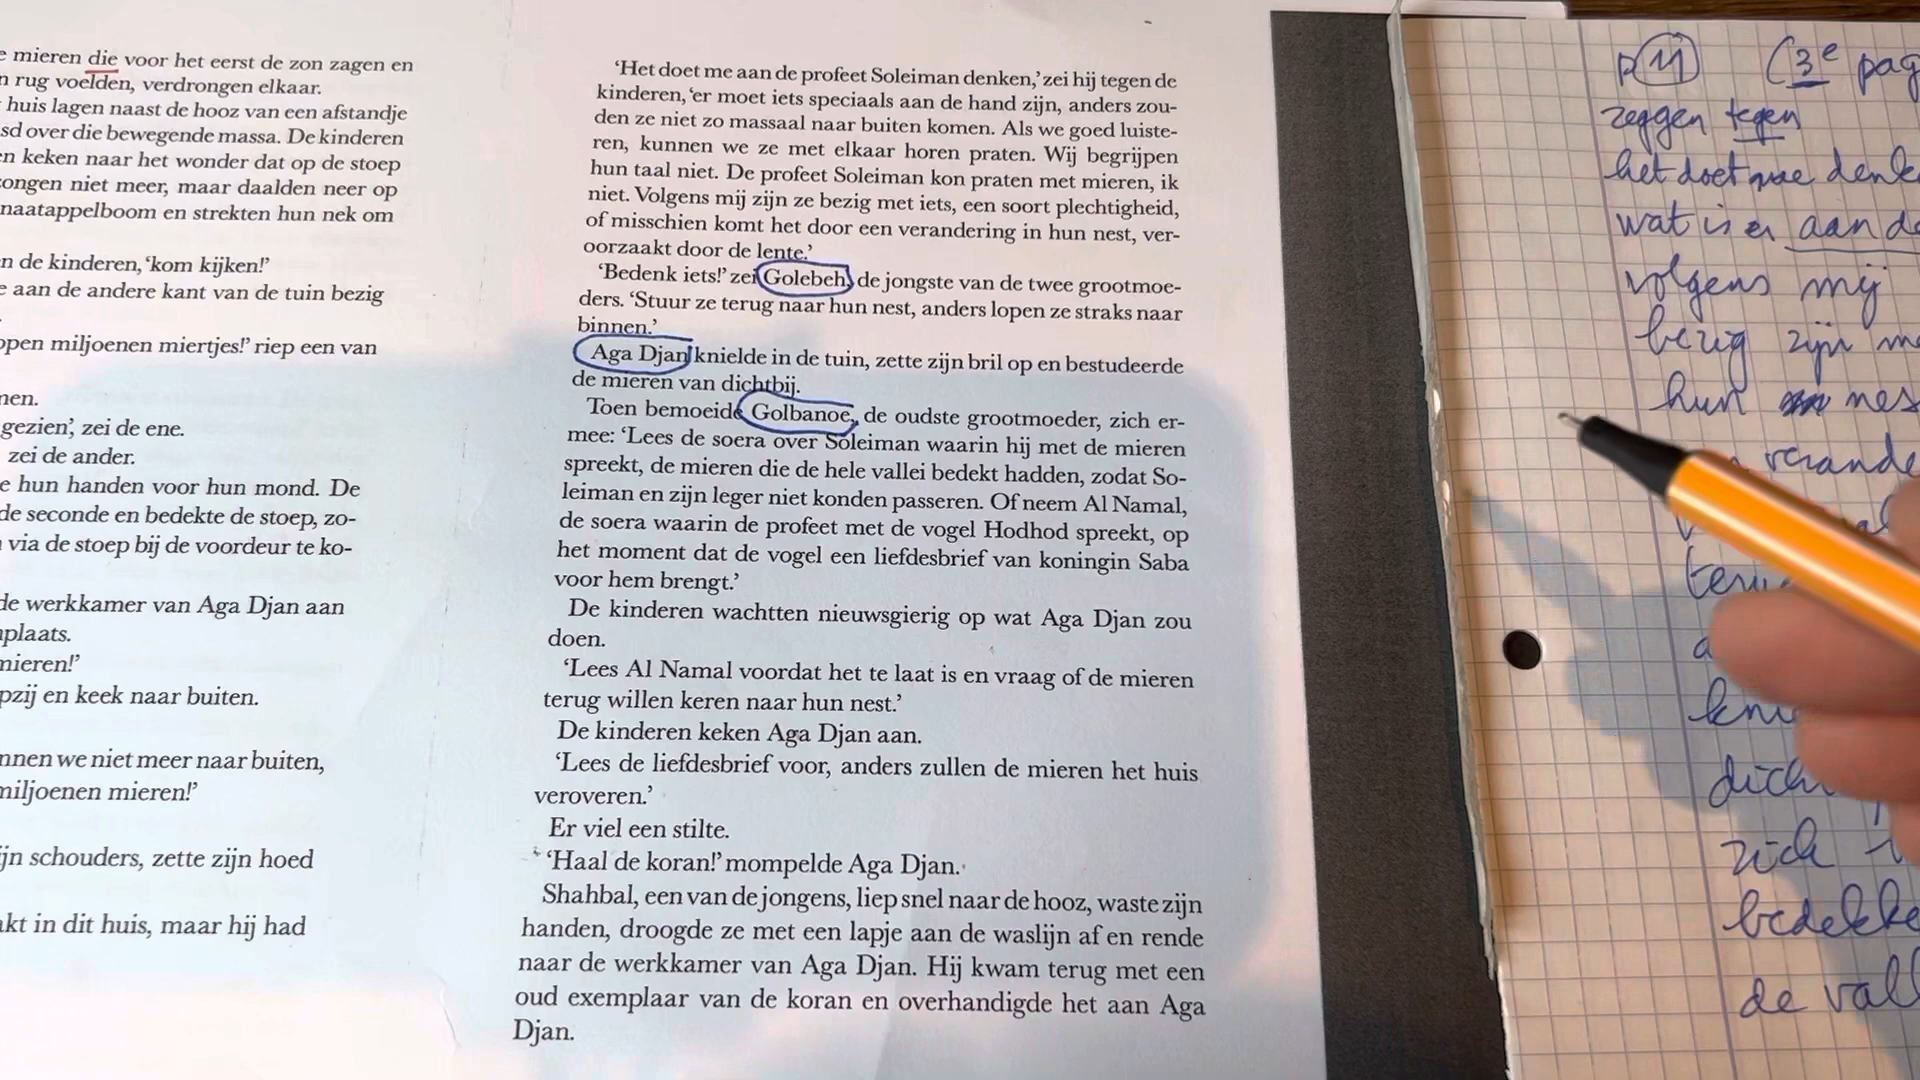 mieren die voor het eerst de zon zagen en
rug voelden, verdrongen elkaar.
huis lagen naast de hooz van een afstandje
over die bewegende massa. De kinderen
keken naar het wonder dat op de stoep
niet meer, maar daalden neer op
en strekten hun nek om
de kinderen, ‘kom kijken!’
aan de andere kant van de tuin bezig
miljoenen miertjes!’ riep een van
gezien’, zei de ene.
zei de ander.
hun handen voor hun mond. De
de seconde en bedekte de stoep, zo-
via de stoep bij de voordeur te ko-
de werkkamer van Aga Djan aan
mieren!’
en keek naar buiten.
we niet meer naar buiten,
miljoenen mieren!’
schouders, zette zijn hoed
in dit huis, maar hij had
‘Het doet me aan de profeet Soleiman denken,’ zei hij tegen de
kinderen, ‘er moet iets speciaals aan de hand zijn, anders zou-
den ze niet zo massaal naar buiten komen. Als we goed luiste-
ren, kunnen we ze met elkaar horen praten. Wij begrijpen
hun taal niet. De profeet Soleiman kon praten met mieren, ik
niet. Volgens mij zijn ze bezig met iets, een soort plechtigheid,
of misschien komt het door een verandering in hun nest, ver-
oorzaakt door de lente.’
‘Bedenk iets!’ zei Golebeh, de jongste van de twee grootmoe-
ders. ‘Stuur ze terug naar hun nest, anders lopen ze straks naar
binnen.’
Aga Djan knielde in de tuin, zette zijn bril op en bestudeerde
de mieren van dichtbij.
Toen bemoeide Golbanoe, de oudste grootmoeder, zich er-
mee: ‘Lees de soera over Soleiman waarin hij met de mieren
spreekt, de mieren die de hele vallei bedekt hadden, zodat So-
leiman en zijn leger niet konden passeren. Of neem Al Namal,
de soera waarin de profeet met de vogel Hodhod spreekt, op
het moment dat de vogel een liefdesbrief van koningin Saba
voor hem brengt.’
De kinderen wachtten nieuwsgierig op wat Aga Djan zou
doen.
‘Lees Al Namal voordat het te laat is en vraag of de mieren
terug willen keren naar hun nest.’
De kinderen keken Aga Djan aan.
‘Lees de liefdesbrief voor, anders zullen de mieren het huis
veroveren.’
Er viel een stilte.
‘Haal de koran!’ mompelde Aga Djan.
Shahbal, een van de jongens, liep snel naar de hooz, waste zijn
handen, droogde ze met een lapje aan de waslijn af en rende
naar de werkkamer van Aga Djan. Hij kwam terug met een
oud exemplaar van de koran en overhandigde het aan Aga
Djan.
p 11 (3e pag
zeggen tegen
het doet me
wat is er aan
volgens mij
bezig zijn
hun
zich
de